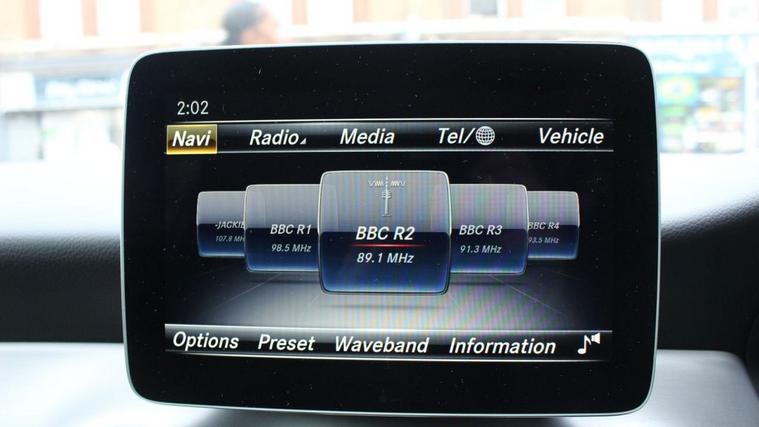 2:02
Navi Radio Media Tel/ Vehicle
-JACKIE BBC R1 BBC R2 BBC R3 BBC R4
107.8 MH 98.5 MHz 89.1 MHz 91.3 MHz 93.5 MHz
Options Preset Waveband Information